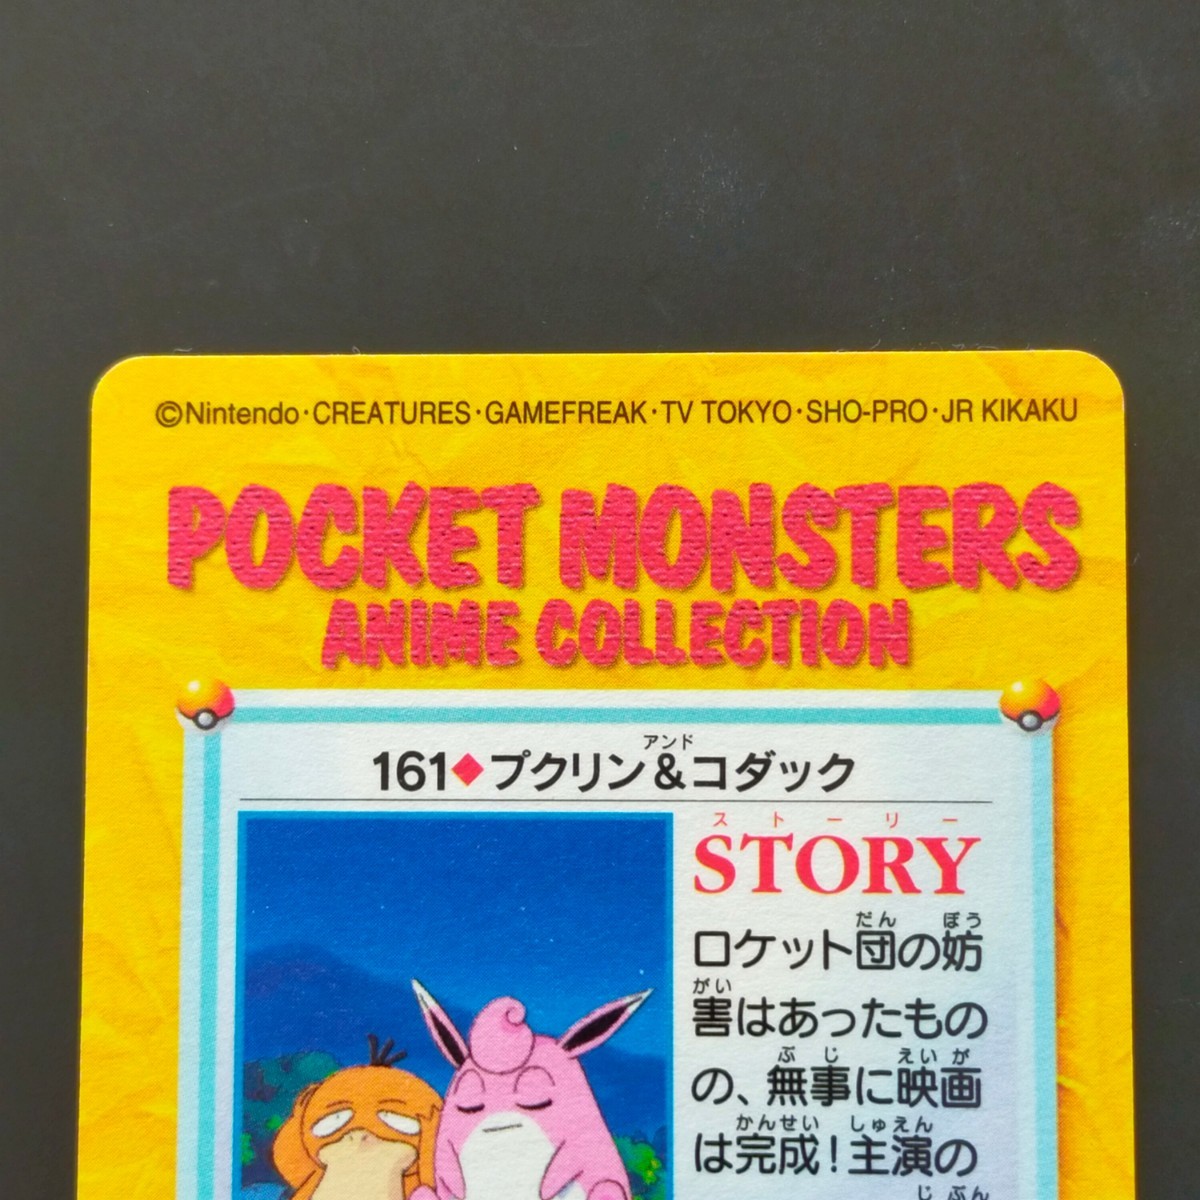 ©Nintendo･CREATURES･GAMEFREAK･TV TOKYO･SHO-PRO･JR KIKAKU
POCKET MONSTERS
ANIME COLLECTION
アンド
161◆プクリン&コダック
ストーリー
STORY
だん ぼう
ロケット団の妨
がい
害はあったもの
ぶじ えいが
の、無事に映画
かんせい しゅえん
は完成！主演の
じぶん